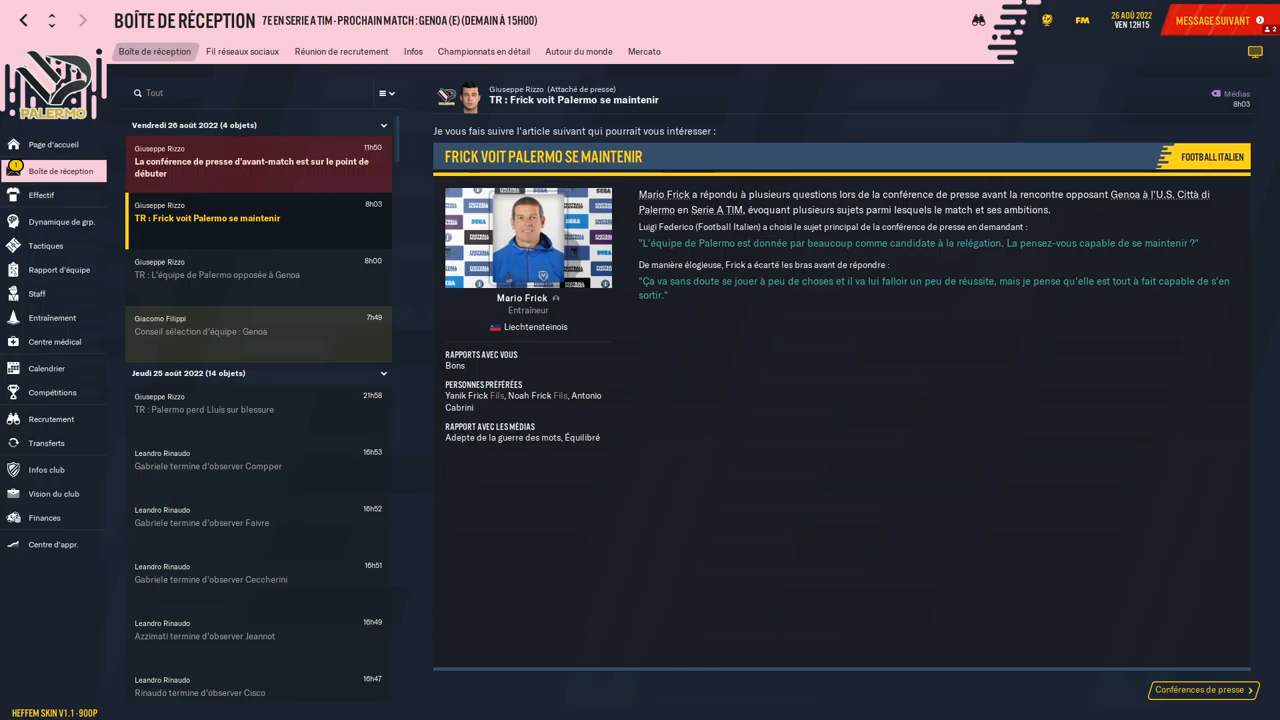 BOÎTE DE RÉCEPTION
7E EN SERIE A TIM - PROCHAIN MATCH : GENOA (E) (DEMAIN À 15H00)
FM
26 AOÛ 2022
VEN 12H15
MESSAGE SUIVANT
2
Boîte de réception
Fil réseaux sociaux
Réunion de recrutement
Infos
Championnats en détail
Autour du monde
Mercato
PALERMO
Page d'accueil
1
Boîte de réception
Effectif
Dynamique de grp.
Tactiques
Rapport d'équipe
Staff
Entraînement
Centre médical
Calendrier
Compétitions
Recrutement
Transferts
Infos club
Vision du club
Finances
Centre d'appr.
HEFFEM SKIN V1.1 - 900P
Tout
Vendredi 26 août 2022 (4 objets)
Giuseppe Rizzo 11h50
La conférence de presse d'avant-match est sur le point de
débuter
Giuseppe Rizzo 8h03
TR : Frick voit Palermo se maintenir
Giuseppe Rizzo 8h00
TR : L'équipe de Palermo opposée à Genoa
Giacomo Filippi 7h49
Conseil sélection d'équipe : Genoa
Jeudi 25 août 2022 (14 objets)
Giuseppe Rizzo 21h58
TR : Palermo perd Lluís sur blessure
Leandro Rinaudo 16h53
Gabriele termine d'observer Compper
Leandro Rinaudo 16h52
Gabriele termine d'observer Faivre
Leandro Rinaudo 16h51
Gabriele termine d'observer Ceccherini
Leandro Rinaudo 16h49
Azzimati termine d'observer Jeannot
Leandro Rinaudo 16h47
Rinaudo termine d'observer Cisco
Giuseppe Rizzo (Attaché de presse)
TR : Frick voit Palermo se maintenir
Médias
8h03
Je vous fais suivre l'article suivant qui pourrait vous intéresser :
FRICK VOIT PALERMO SE MAINTENIR
FOOTBALL ITALIEN
SEGA
Mario Frick
Entraîneur
Liechtensteinois
RAPPORTS AVEC VOUS
Bons
PERSONNES PRÉFÉRÉES
Yanik Frick Fils, Noah Frick Fils, Antonio
Cabrini
RAPPORT AVEC LES MÉDIAS
Adepte de la guerre des mots, Équilibré
Mario Frick a répondu à plusieurs questions lors de la conférence de presse avant la rencontre opposant Genoa à l'U.S. Città di
Palermo en Serie A TIM, évoquant plusieurs sujets parmi lesquels le match et ses ambitions.
Luigi Federico (Football Italien) a choisi le sujet principal de la conférence de presse en demandant :
"L'équipe de Palermo est donnée par beaucoup comme candidate à la relégation. La pensez-vous capable de se maintenir ?"
De manière élogieuse, Frick a écarté les bras avant de répondre :
"Ça va sans doute se jouer à peu de choses et il va lui falloir un peu de réussite, mais je pense qu'elle est tout à fait capable de s'en
sortir."
Conférences de presse